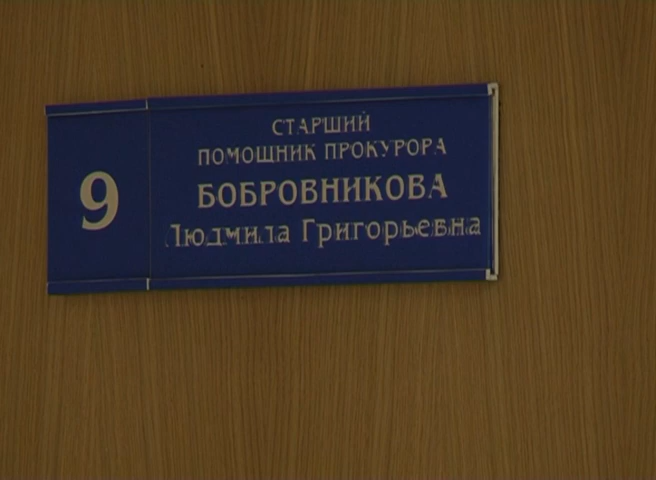 9
СТАРШИЙ
ПОМОЩНИК ПРОКУРОРА
БОБРОВНИКОВА
Людмила Григорьевна